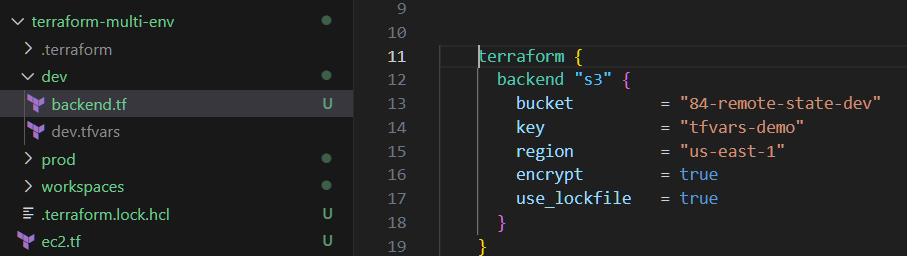 terraform-multi-env
.terraform
dev
backend.tf U
dev.tfvars
prod
workspaces
.terraform.lock.hcl U
ec2.tf U
9
10
11 terraform {
12 backend "s3" {
13 bucket = "84-remote-state-dev"
14 key = "tfvars-demo"
15 region = "us-east-1"
16 encrypt = true
17 use_lockfile = true
18 }
19 }